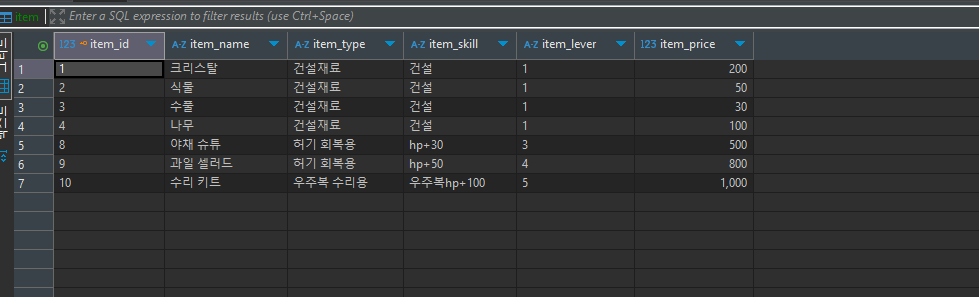 item Enter a SQL expression to filter results (use Ctrl+Space)
123 item_id A-Z item_name A-Z item_type A-Z item_skill A-Z item_lever 123 item_price
1 1 크리스탈 건설재료 건설 1 200
2 2 식물 건설재료 건설 1 50
3 3 수풀 건설재료 건설 1 30
4 4 나무 건설재료 건설 1 100
5 8 야채 슈튜 허기 회복용 hp+30 3 500
6 9 과일 셀러드 허기 회복용 hp+50 4 800
7 10 수리 키트 우주복 수리용 우주복hp+100 5 1,000